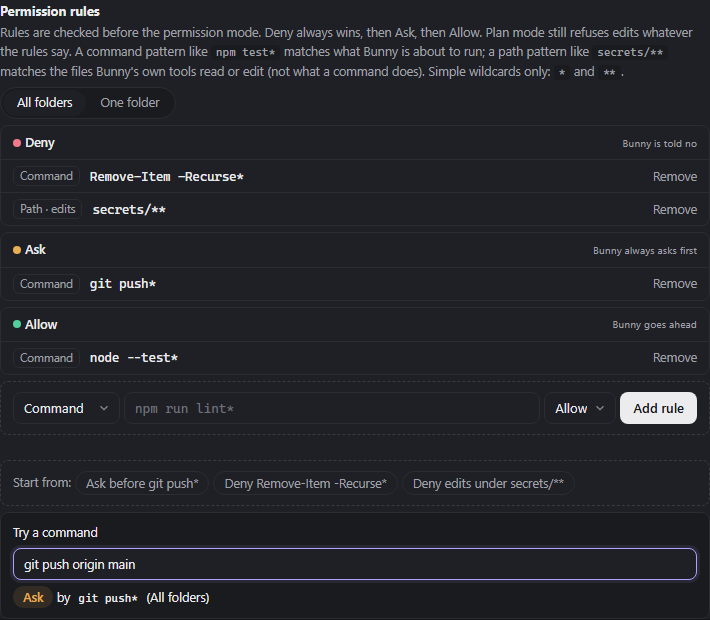 Permission rules
Rules are checked before the permission mode. Deny always wins, then Ask, then Allow. Plan mode still refuses edits whatever
the rules say. A command pattern like npm test* matches what Bunny is about to run; a path pattern like secrets/**
matches the files Bunny's own tools read or edit (not what a command does). Simple wildcards only: * and ** .
All folders One folder
Deny Bunny is told no
Command Remove-Item -Recurse* Remove
Path · edits secrets/** Remove
Ask Bunny always asks first
Command git push* Remove
Allow Bunny goes ahead
Command node --test* Remove
Command npm run lint* Allow Add rule
Start from: Ask before git push* Deny Remove-Item -Recurse* Deny edits under secrets/**
Try a command
git push origin main
Ask by git push* (All folders)